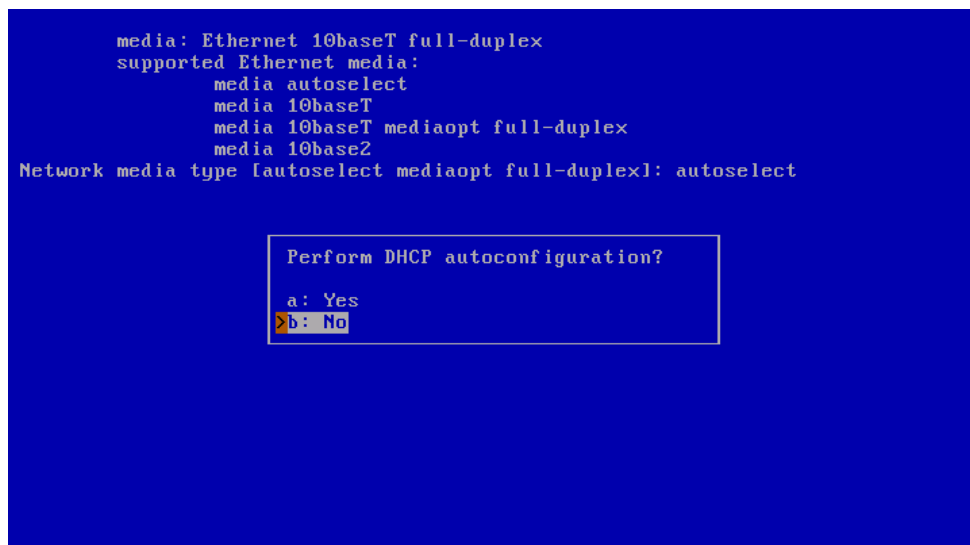 media: Ethernet 10baseT full-duplex
supported Ethernet media:
media autoselect
media 10baseT
media 10baseT mediaopt full-duplex
media 10base2
Network media type [autoselect mediaopt full-duplex]: autoselect
Perform DHCP autoconfiguration?
a: Yes
>b: No